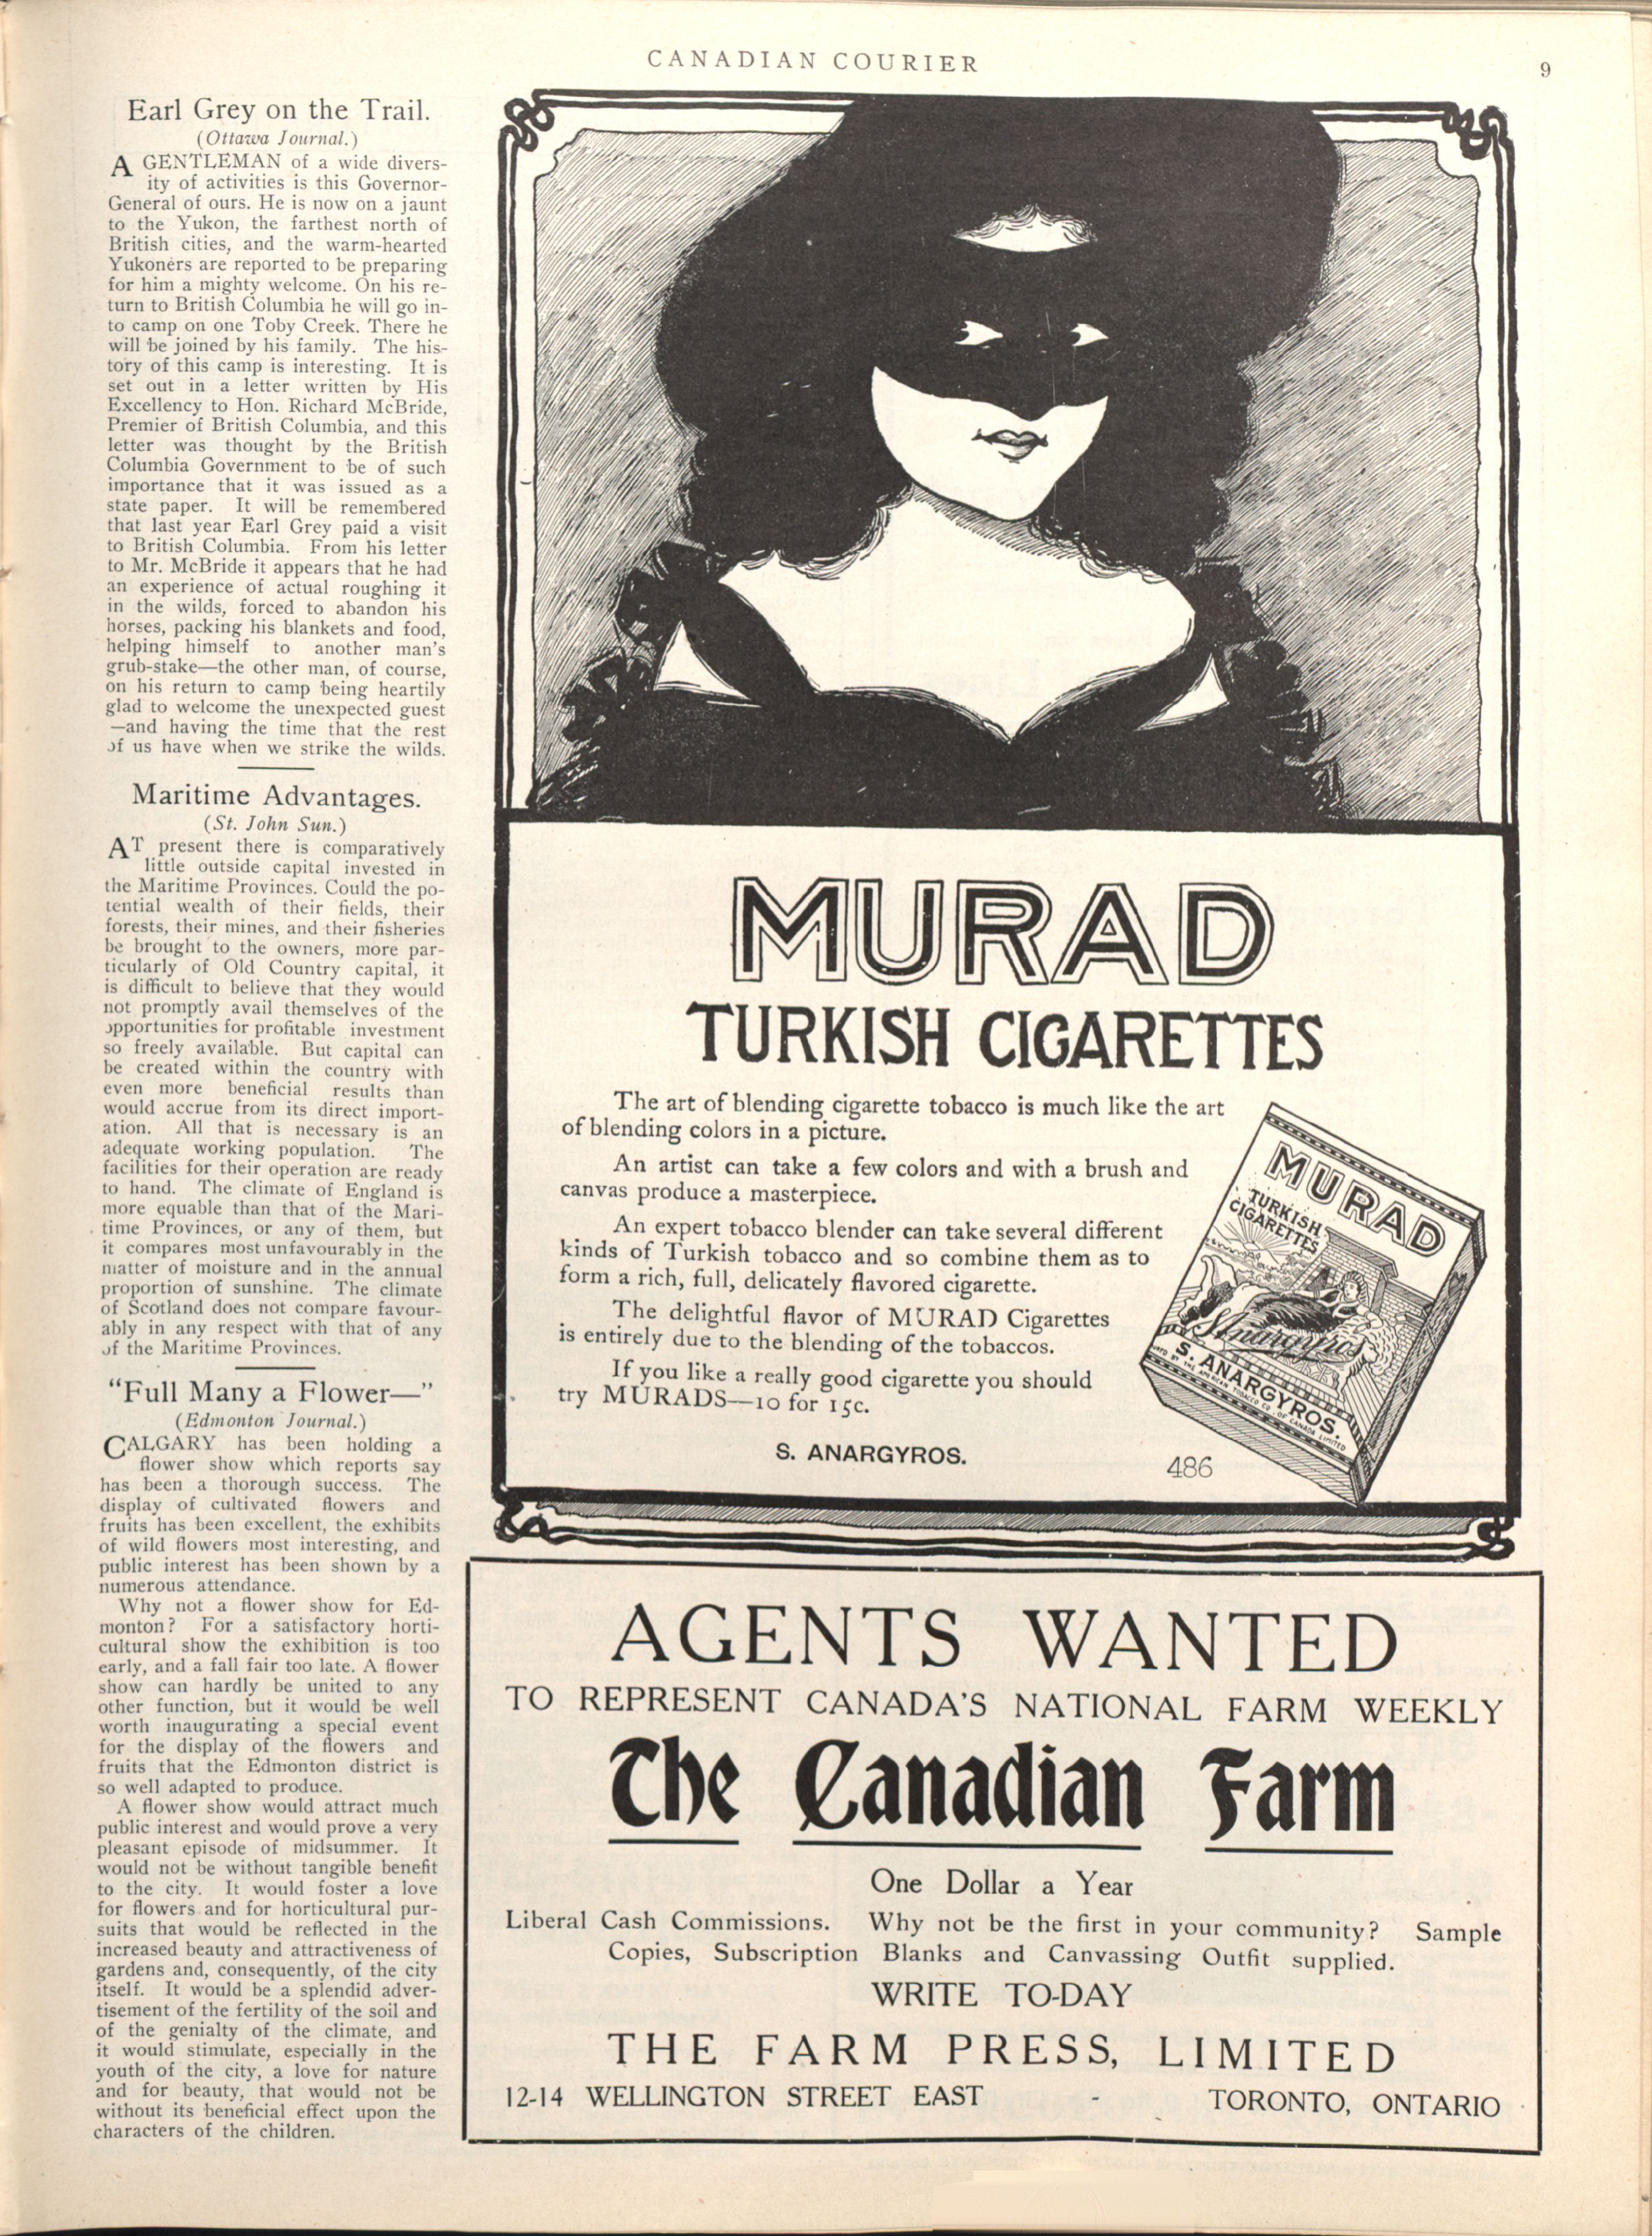 CANADIAN COURIER
9
Earl Grey on the Trail.
(Ottawa Journal.)
A GENTLEMAN of a wide divers-
ity of activities is this Governor-
General of ours. He is now on a jaunt
to the Yukon, the farthest north of
British cities, and the warm-hearted
Yukoners are reported to be preparing
for him a mighty welcome. On his re-
turn to British Columbia he will go in-
to camp on one Toby Creek. There he
will be joined by his family. The his-
tory of this camp is interesting. It is
set out in a letter written by His
Excellency to Hon. Richard McBride,
Premier of British Columbia, and this
letter was thought by the British
Columbia Government to be of such
importance that it was issued as a
state paper. It will be remembered
that last year Earl Grey paid a visit
to British Columbia. From his letter
to Mr. McBride it appears that he had
an experience of actual roughing it
in the wilds, forced to abandon his
horses, packing his blankets and food,
helping himself to another man's
grub-stake—the other man, of course,
on his return to camp being heartily
glad to welcome the unexpected guest
—and having the time that the rest
of us have when we strike the wilds.
Maritime Advantages.
(St. John Sun.)
AT present there is comparatively
little outside capital invested in
the Maritime Provinces. Could the po-
tential wealth of their fields, their
forests, their mines, and their fisheries
be brought to the owners, more par-
ticularly of Old Country capital, it
is difficult to believe that they would
not promptly avail themselves of the
opportunities for profitable investment
so freely available. But capital can
be created within the country with
even more beneficial results than
would accrue from its direct import-
ation. All that is necessary is an
adequate working population. The
facilities for their operation are ready
to hand. The climate of England is
more equable than that of the Mari-
time Provinces, or any of them, but
it compares most unfavourably in the
matter of moisture and in the annual
proportion of sunshine. The climate
of Scotland does not compare favour-
ably in any respect with that of any
of the Maritime Provinces.
"Full Many a Flower—"
(Edmonton Journal.)
CALGARY has been holding a
flower show which reports say
has been a thorough success. The
display of cultivated flowers and
fruits has been excellent, the exhibits
of wild flowers most interesting, and
public interest has been shown by a
numerous attendance.
Why not a flower show for Ed-
monton? For a satisfactory horti-
cultural show the exhibition is too
early, and a fall fair too late. A flower
show can hardly be united to any
other function, but it would be well
worth inaugurating a special event
for the display of the flowers and
fruits that the Edmonton district is
so well adapted to produce.
A flower show would attract much
public interest and would prove a very
pleasant episode of midsummer. It
would not be without tangible benefit
to the city. It would foster a love
for flowers and for horticultural pur-
suits that would be reflected in the
increased beauty and attractiveness of
gardens and, consequently, of the city
itself. It would be a splendid adver-
tisement of the fertility of the soil and
of the genialty of the climate, and
it would stimulate, especially in the
youth of the city, a love for nature
and for beauty, that would not be
without its beneficial effect upon the
characters of the children.
MURAD
TURKISH CIGARETTES
The art of blending cigarette tobacco is much like the art
of blending colors in a picture.
An artist can take a few colors and with a brush and
canvas produce a masterpiece.
An expert tobacco blender can take several different
kinds of Turkish tobacco and so combine them as to
form a rich, full, delicately flavored cigarette.
The delightful flavor of MURAD Cigarettes
is entirely due to the blending of the tobaccos.
If you like a really good cigarette you should
try MURADS—10 for 15c.
S. ANARGYROS.
486
MURAD
TURKISH
CIGARETTES
S. Anargyros
S. ANARGYROS.
BY THE AMERICAN TOBACCO CO. OF CANADA LIMITED
AGENTS WANTED
TO REPRESENT CANADA'S NATIONAL FARM WEEKLY
The Canadian Farm
One Dollar a Year
Liberal Cash Commissions. Why not be the first in your community? Sample
Copies, Subscription Blanks and Canvassing Outfit supplied.
WRITE TO-DAY
THE FARM PRESS, LIMITED
12-14 WELLINGTON STREET EAST - TORONTO, ONTARIO